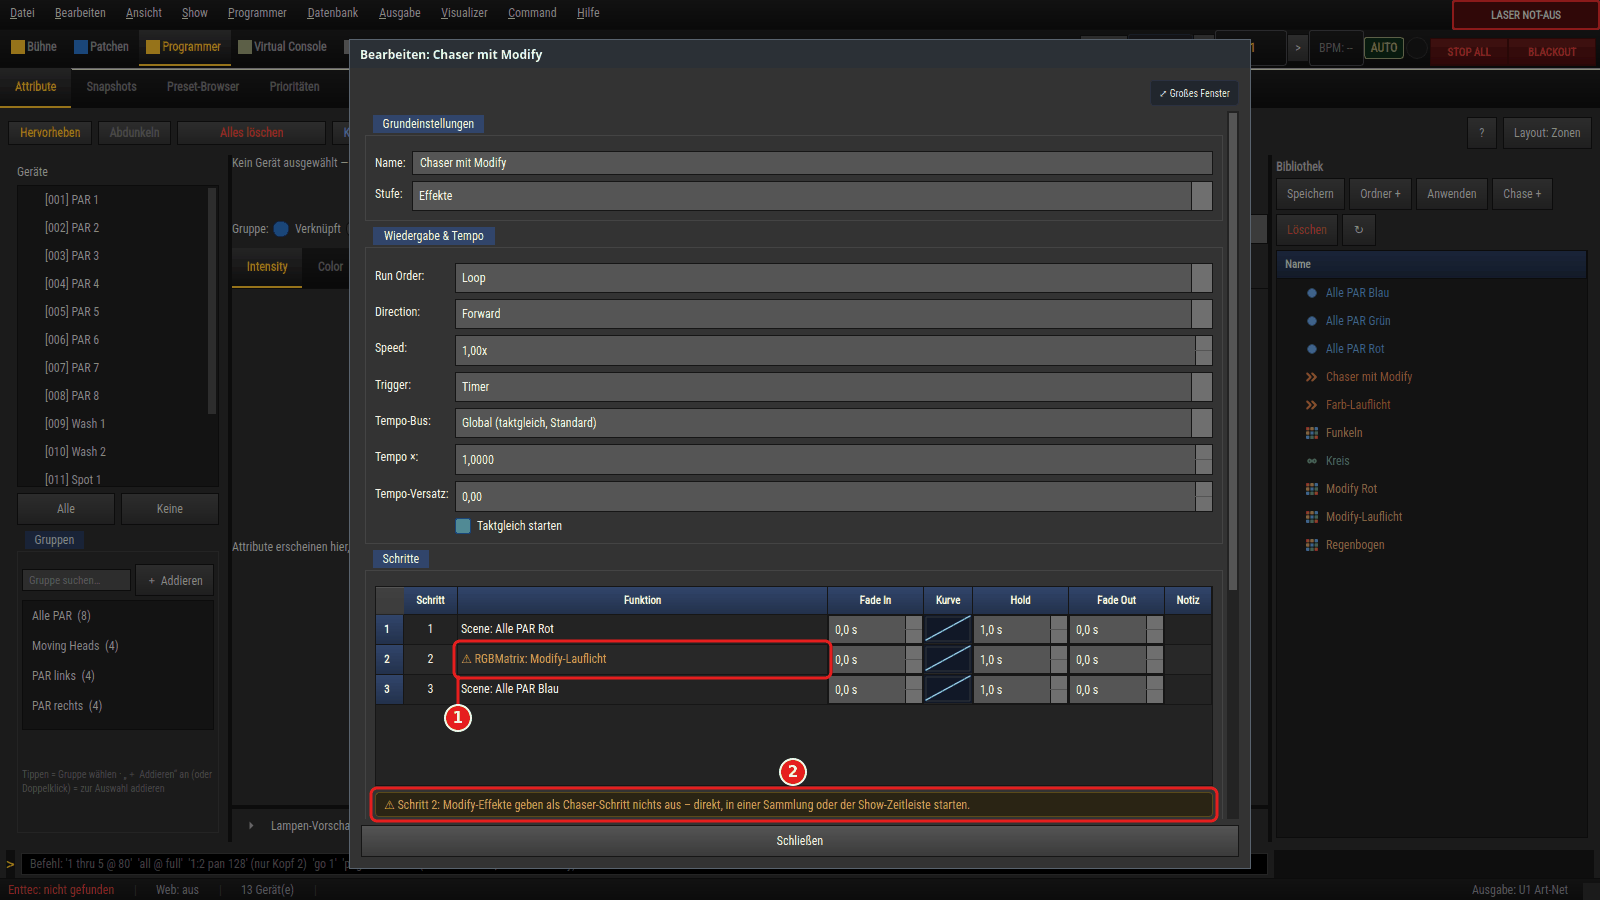 Datei Bearbeiten Ansicht Show Programmer Datenbank Ausgabe Visualizer Command Hilfe
LASER NOT-AUS
Bühne Patchen Programmer Virtual Console
1 > BPM: -- AUTO STOP ALL BLACKOUT
Bearbeiten: Chaser mit Modify
Attribute Snapshots Preset-Browser Prioritäten
⤢ Großes Fenster
Hervorheben Abdunkeln Alles löschen K
? Layout: Zonen
Grundeinstellungen
Name: Chaser mit Modify
Stufe: Effekte
Geräte
[001] PAR 1
[002] PAR 2
[003] PAR 3
[004] PAR 4
[005] PAR 5
[006] PAR 6
[007] PAR 7
[008] PAR 8
[009] Wash 1
[010] Wash 2
[011] Spot 1
Alle Keine
Kein Gerät ausgewählt —
Gruppe: Verknüpft
Intensity Color
Attribute erscheinen hier,
Gruppen
Gruppe suchen...
+ Addieren
Alle PAR (8)
Moving Heads (4)
PAR links (4)
PAR rechts (4)
Tippen = Gruppe wählen · „ + Addieren" an (oder
Doppelklick) = zur Auswahl addieren
Lampen-Vorscha
Wiedergabe & Tempo
Run Order: Loop
Direction: Forward
Speed: 1,00x
Trigger: Timer
Tempo-Bus: Global (taktgleich, Standard)
Tempo ×: 1,0000
Tempo-Versatz: 0,00
Taktgleich starten
Schritte
Schritt Funktion Fade In Kurve Hold Fade Out Notiz
1 1 Scene: Alle PAR Rot 0,0 s 1,0 s 0,0 s
2 2 ⚠ RGBMatrix: Modify-Lauflicht 0,0 s 1,0 s 0,0 s
3 3 Scene: Alle PAR Blau 0,0 s 1,0 s 0,0 s
1
2
⚠ Schritt 2: Modify-Effekte geben als Chaser-Schritt nichts aus – direkt, in einer Sammlung oder der Show-Zeitleiste starten.
Schließen
Bibliothek
Speichern Ordner + Anwenden Chase +
Löschen ↻
Name
Alle PAR Blau
Alle PAR Grün
Alle PAR Rot
Chaser mit Modify
Farb-Lauflicht
Funkeln
Kreis
Modify Rot
Modify-Lauflicht
Regenbogen
> Befehl: '1 thru 5 @ 80' 'all @ full' '1:2 pan 128' (nur Kopf 2) 'go 1'
Enttec: nicht gefunden Web: aus 13 Gerät(e) Ausgabe: U1 Art-Net